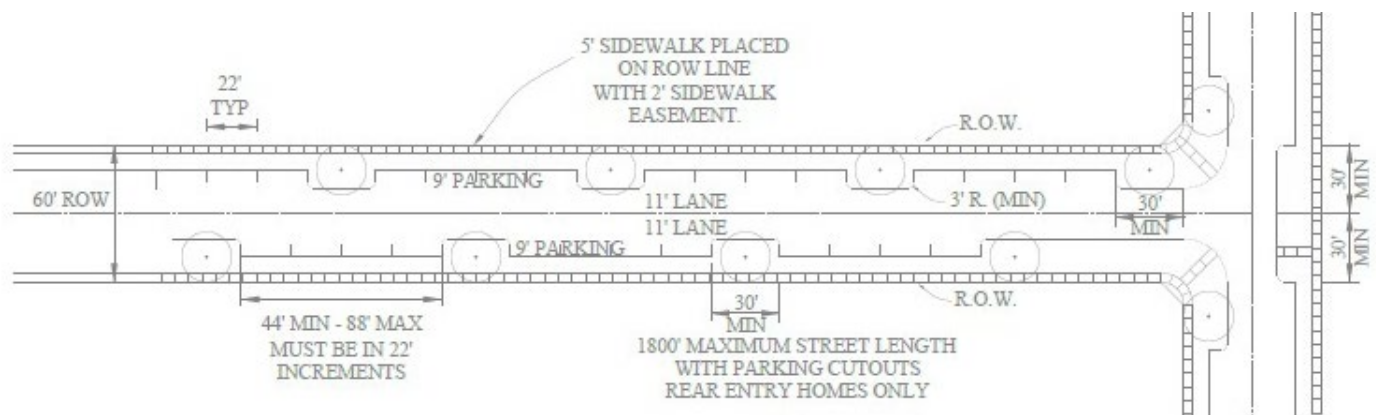 5' SIDEWALK PLACED
ON ROW LINE
WITH 2' SIDEWALK
EASEMENT.
22'
TYP
R.O.W.
9' PARKING
60' ROW
11' LANE
3' R. (MIN)
30'
MIN
11' LANE
9' PARKING
30'
MIN
30'
MIN
R.O.W.
44' MIN - 88' MAX
MUST BE IN 22'
INCREMENTS
30'
MIN
1800' MAXIMUM STREET LENGTH
WITH PARKING CUTOUTS
REAR ENTRY HOMES ONLY